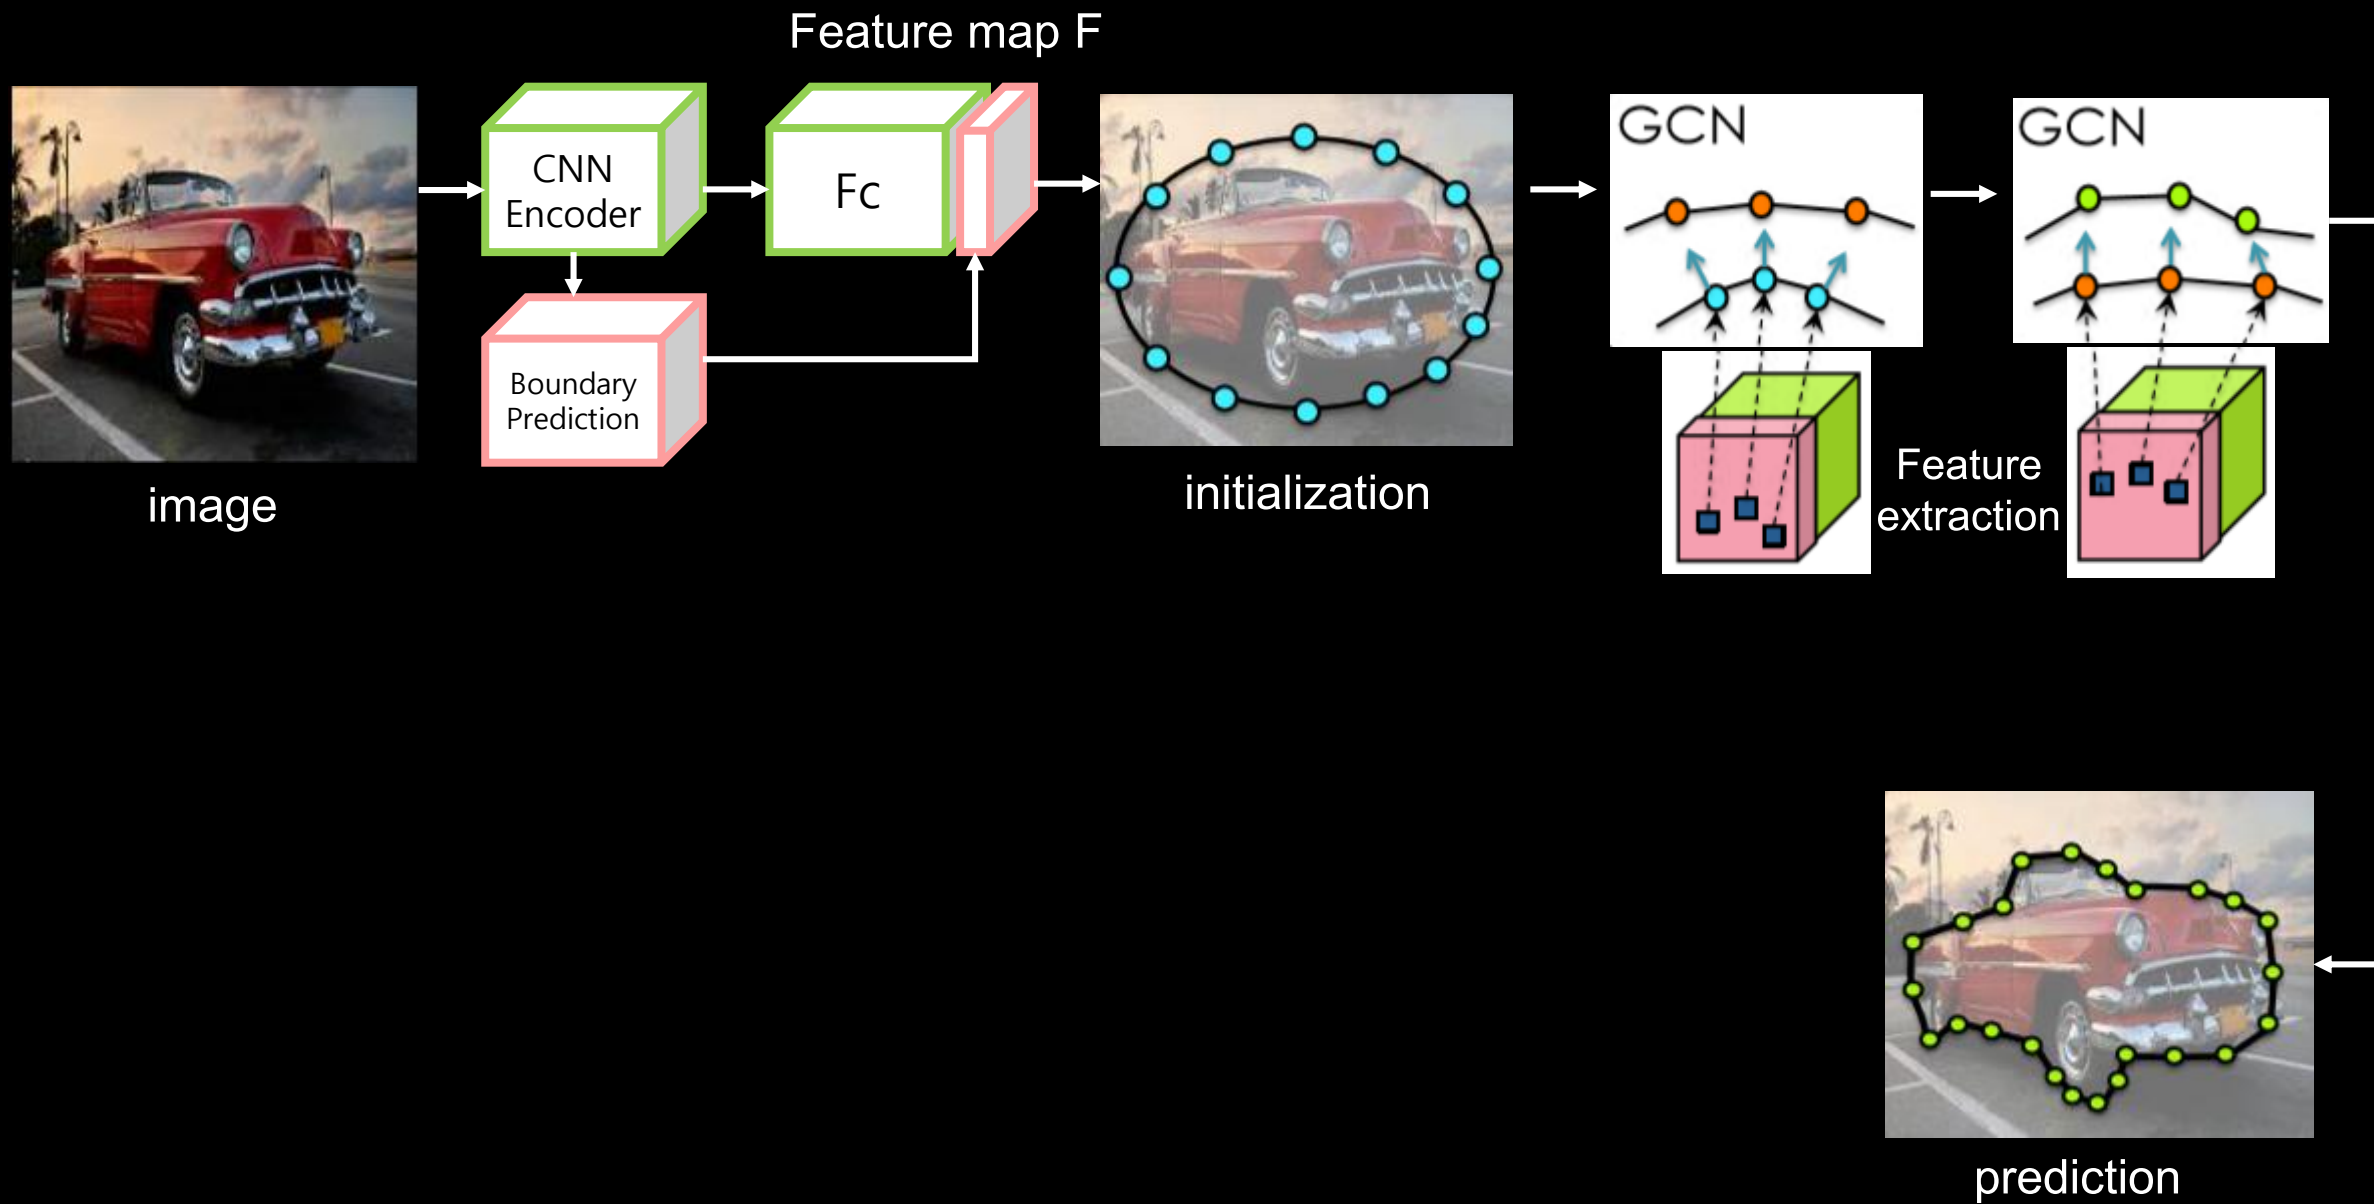 Feature map F
CNN
Encoder
Fc
Boundary
Prediction
image
initialization
GCN
GCN
Feature
extraction
prediction